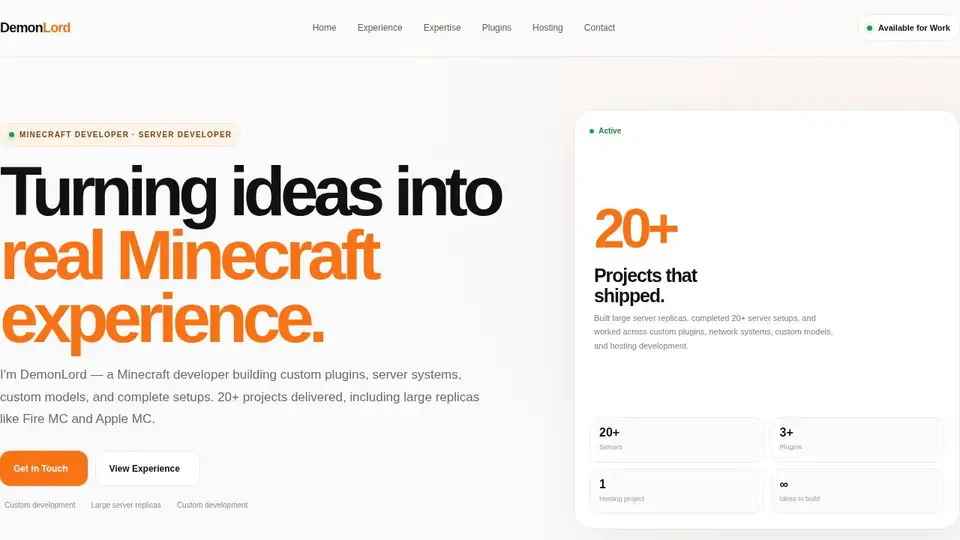 DemonLord
Home
Experience
Expertise
Plugins
Hosting
Contact
Available for Work
MINECRAFT DEVELOPER · SERVER DEVELOPER
Turning ideas into
real Minecraft
experience.
I'm DemonLord — a Minecraft developer building custom plugins, server systems,
custom models, and complete setups. 20+ projects delivered, including large replicas
like Fire MC and Apple MC.
Get in Touch
View Experience
Custom development
Large server replicas
Custom development
Active
20+
Projects that
shipped.
Built large server replicas, completed 20+ server setups, and
worked across custom plugins, network systems, custom models,
and hosting development.
20+
Servers
3+
Plugins
1
Hosting project
∞
Ideas to build